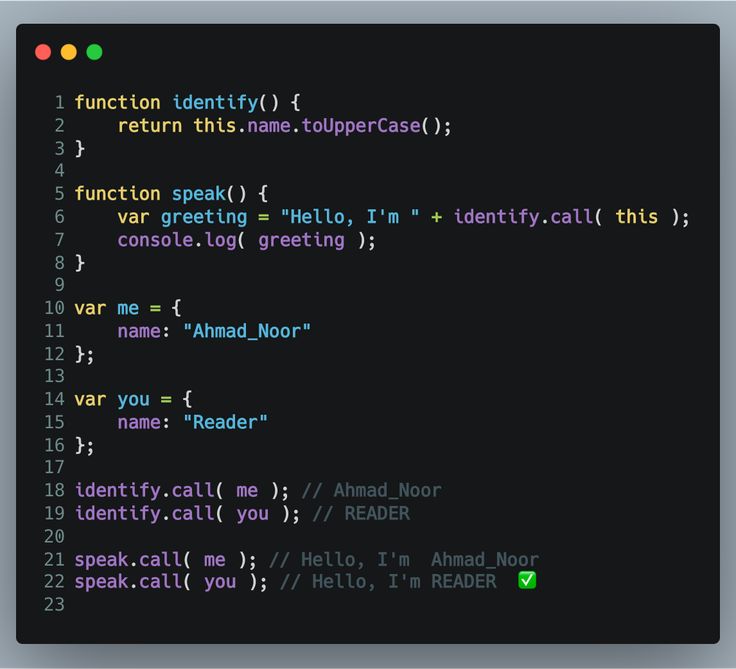 1 function identify() {
2     return this.name.toUpperCase();
3 }
4
5 function speak() {
6     var greeting = "Hello, I'm " + identify.call( this );
7     console.log( greeting );
8 }
9
10 var me = {
11     name: "Ahmad_Noor"
12 };
13
14 var you = {
15     name: "Reader"
16 };
17
18 identify.call( me ); // Ahmad_Noor
19 identify.call( you ); // READER
20
21 speak.call( me ); // Hello, I'm  Ahmad_Noor
22 speak.call( you ); // Hello, I'm READER  ✅
23